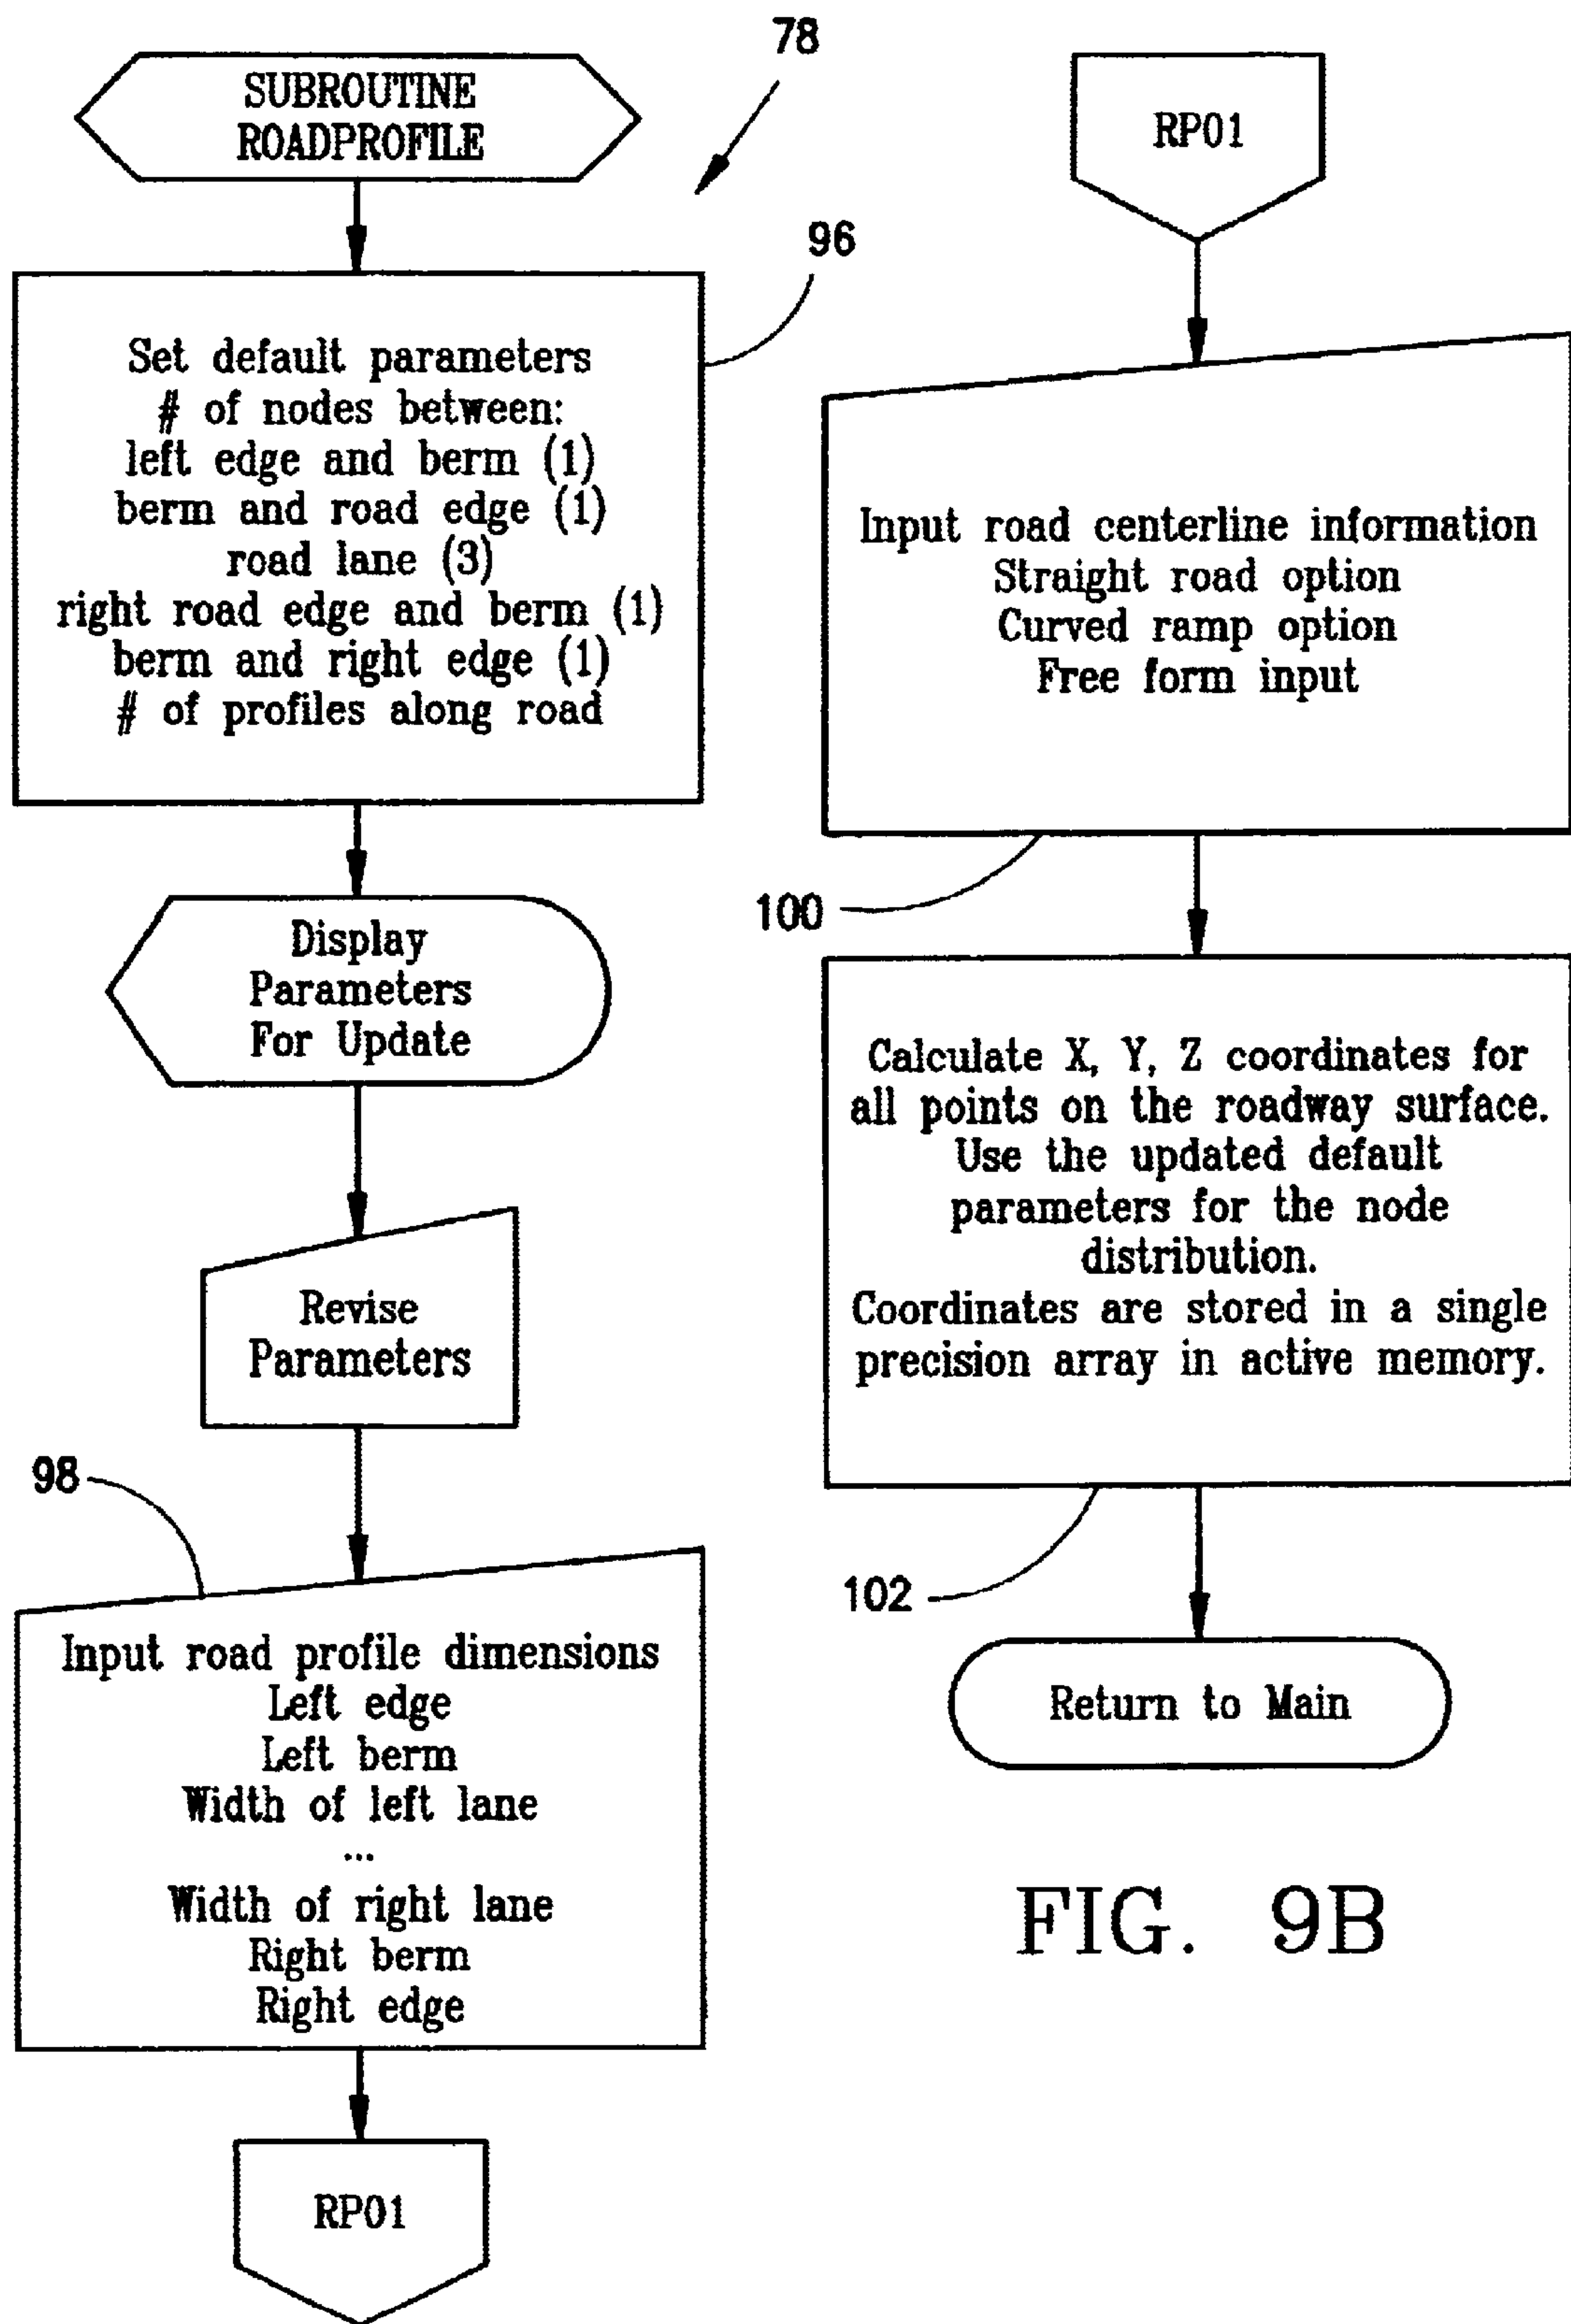 SUBROUTINE
ROADPROFILE
78
96
Set default parameters
# of nodes between:
left edge and berm (1)
berm and road edge (1)
road lane (3)
right road edge and berm (1)
berm and right edge (1)
# of profiles along road
Display
Parameters
For Update
Revise
Parameters
98
Input road profile dimensions
Left edge
Left berm
Width of left lane
...
Width of right lane
Right berm
Right edge
RP01
RP01
Input road centerline information
Straight road option
Curved ramp option
Free form input
100
Calculate X, Y, Z coordinates for
all points on the roadway surface.
Use the updated default
parameters for the node
distribution.
Coordinates are stored in a single
precision array in active memory.
102
Return to Main
FIG. 9B